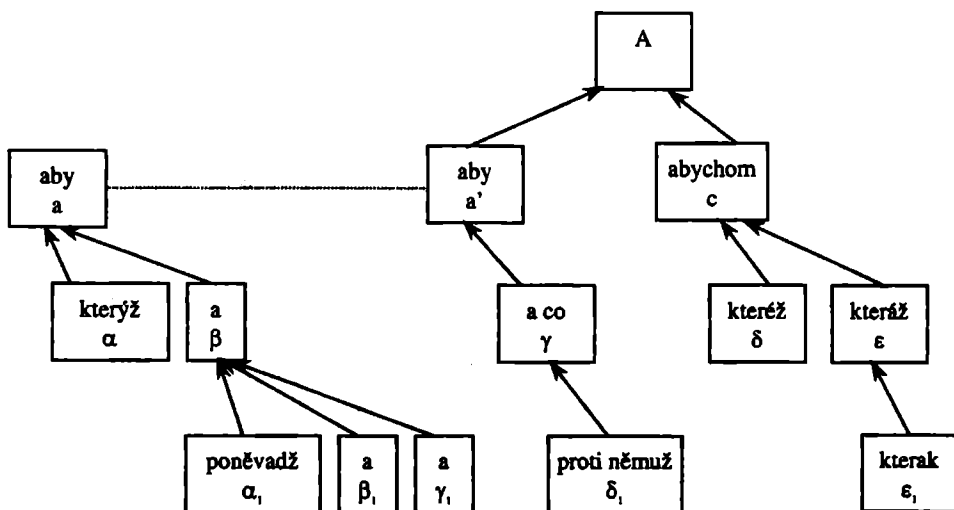 A
aby
a
aby
a’
abychom
c
kterýž
α
a
β
a co
γ
kteréž
δ
kteráž
ε
poněvadž
α₁
a
β₁
a
γ₁
proti němuž
δ₁
kterak
ε₁